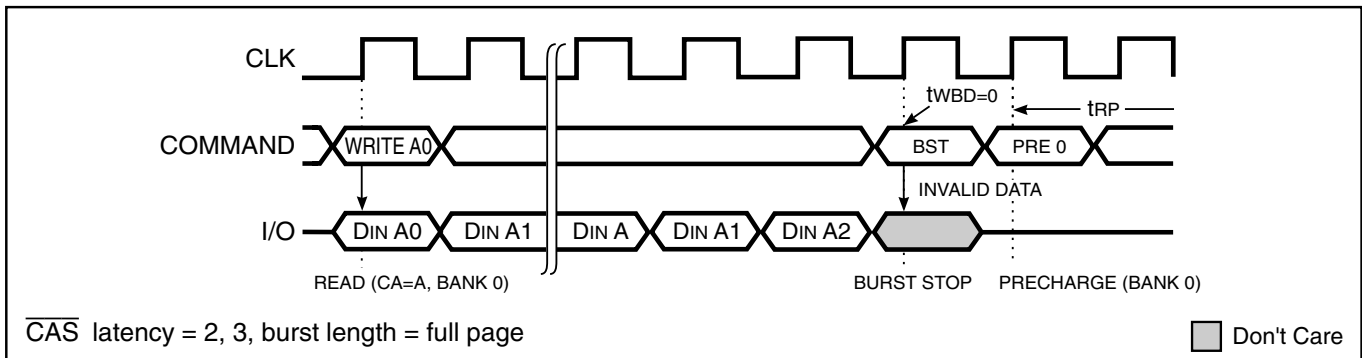 CLK
tWBD=0
tRP
COMMAND WRITE A0 BST PRE 0
INVALID DATA
I/O DIN A0 DIN A1 DIN A DIN A1 DIN A2
READ (CA=A, BANK 0) BURST STOP PRECHARGE (BANK 0)
CAS latency = 2, 3, burst length = full page Don't Care